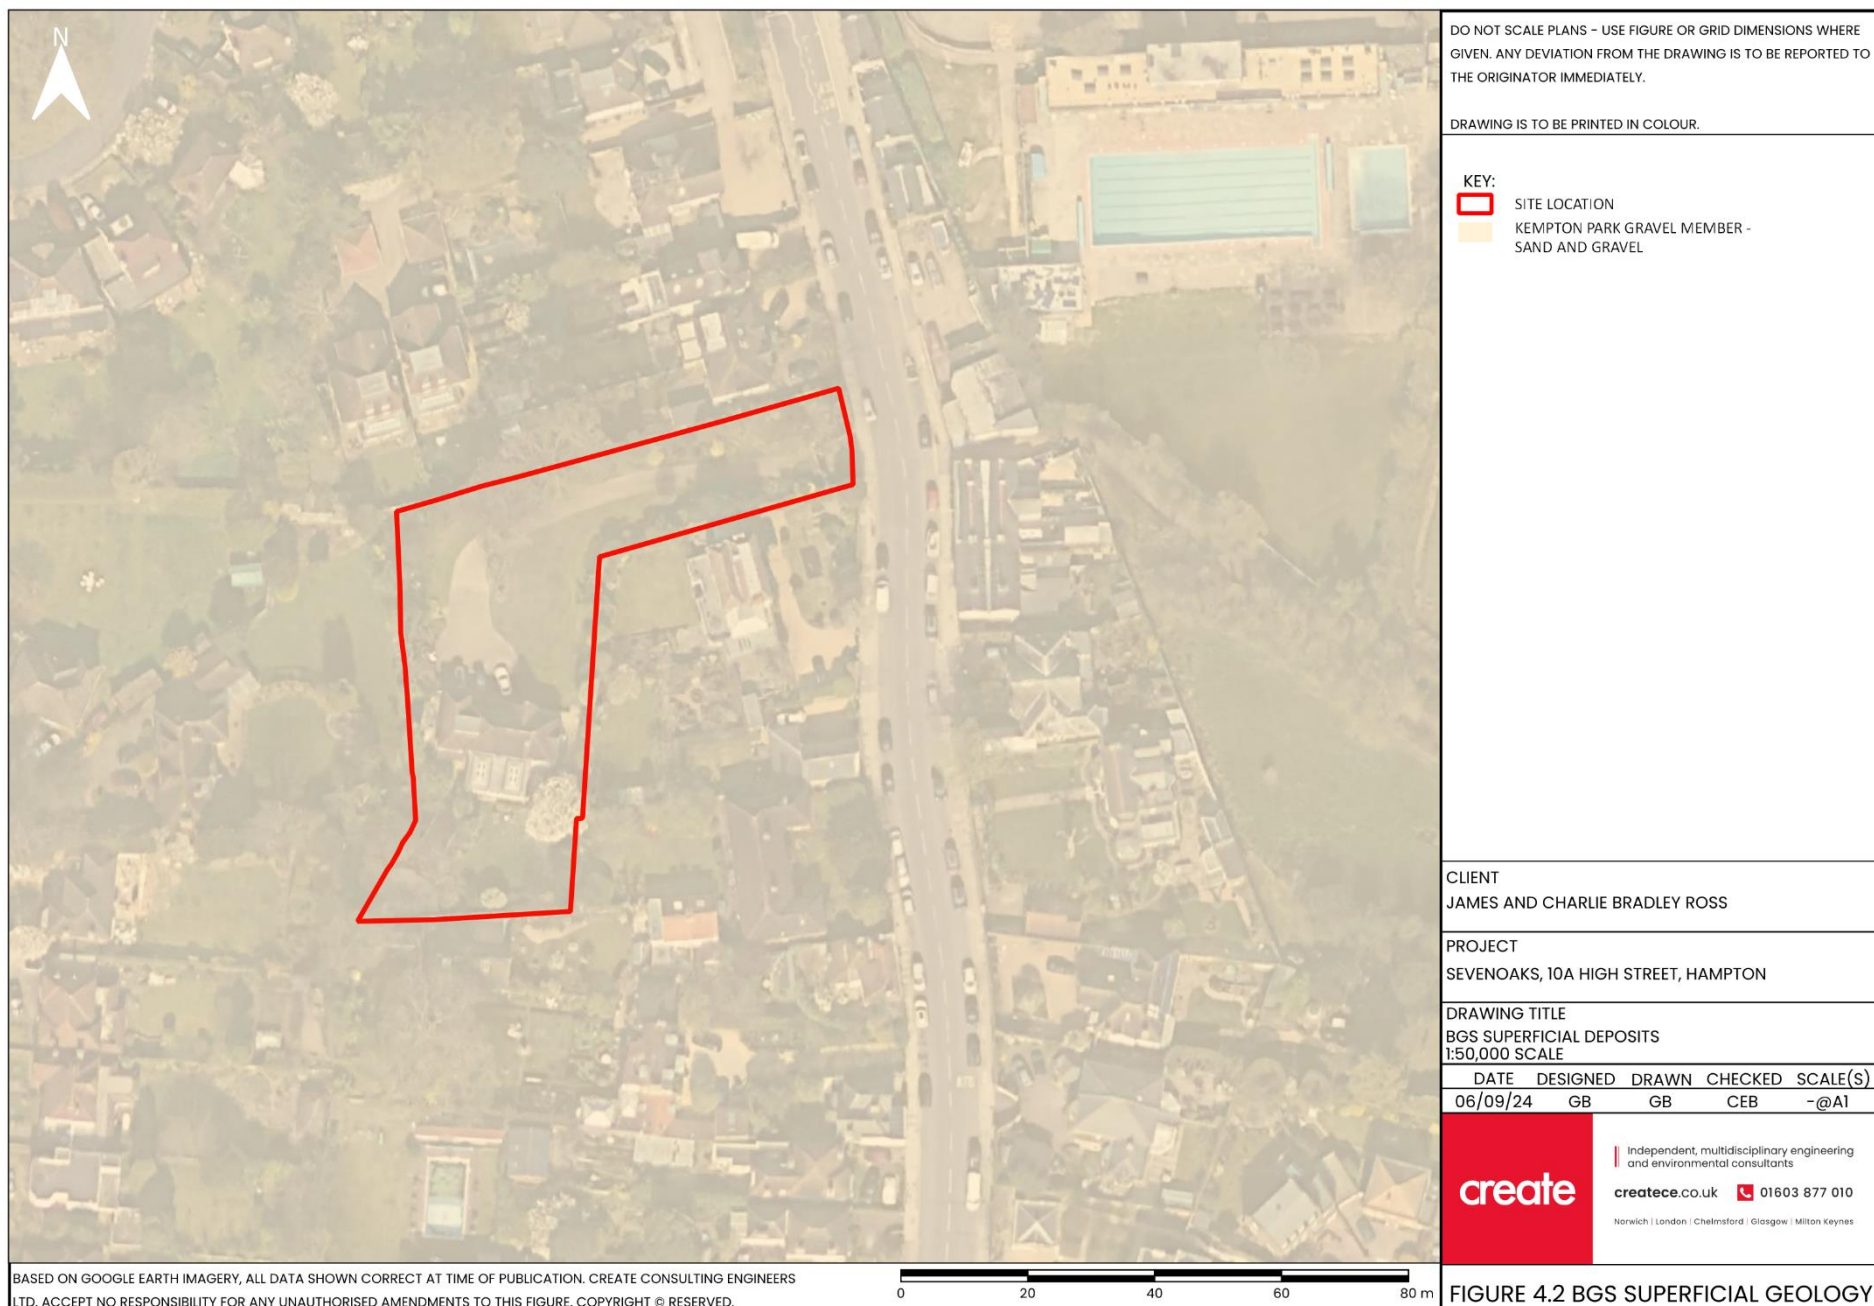 N
DO NOT SCALE PLANS - USE FIGURE OR GRID DIMENSIONS WHERE
GIVEN. ANY DEVIATION FROM THE DRAWING IS TO BE REPORTED TO
THE ORIGINATOR IMMEDIATELY.
DRAWING IS TO BE PRINTED IN COLOUR.
KEY:
SITE LOCATION
KEMPTON PARK GRAVEL MEMBER -
SAND AND GRAVEL
CLIENT
JAMES AND CHARLIE BRADLEY ROSS
PROJECT
SEVENOAKS, 10A HIGH STREET, HAMPTON
DRAWING TITLE
BGS SUPERFICIAL DEPOSITS
1:50,000 SCALE
DATE DESIGNED DRAWN CHECKED SCALE(S)
06/09/24 GB GB CEB -@A1
create
Independent, multidisciplinary engineering
and environmental consultants
createce.co.uk 01603 877 010
Norwich | London | Chelmsford | Glasgow | Milton Keynes
BASED ON GOOGLE EARTH IMAGERY, ALL DATA SHOWN CORRECT AT TIME OF PUBLICATION. CREATE CONSULTING ENGINEERS
LTD. ACCEPT NO RESPONSIBILITY FOR ANY UNAUTHORISED AMENDMENTS TO THIS FIGURE. COPYRIGHT © RESERVED.
0 20 40 60 80 m
FIGURE 4.2 BGS SUPERFICIAL GEOLOGY